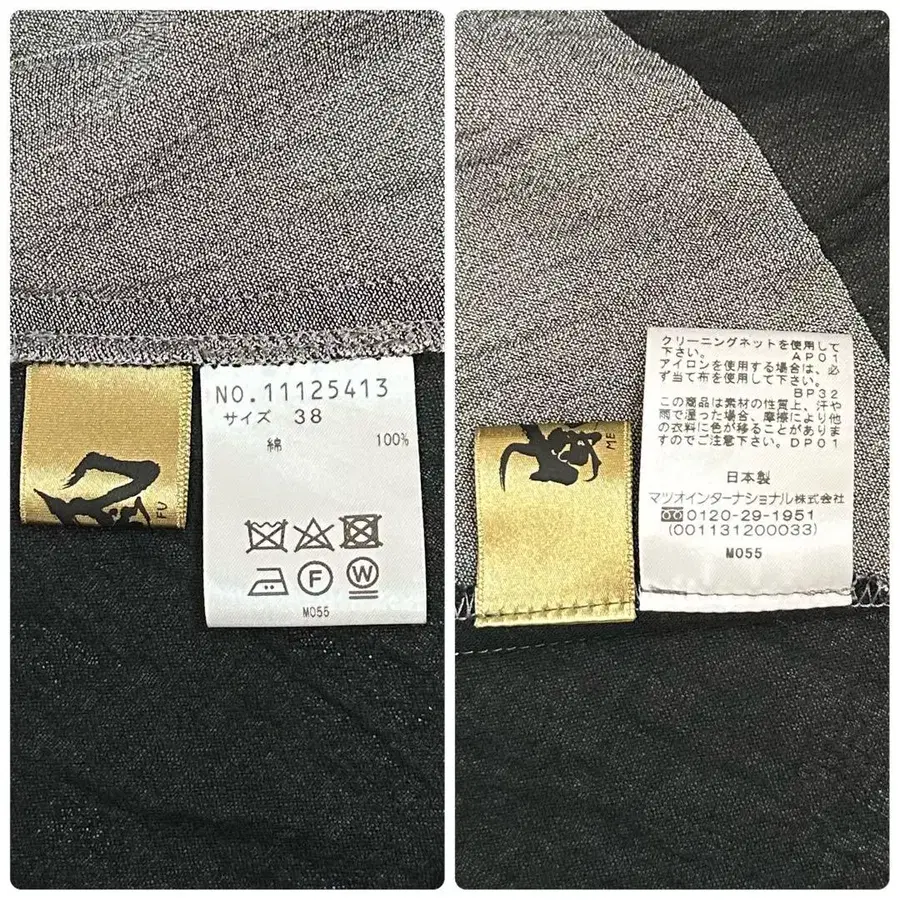 NO.11125413
サイズ 38
綿 100%
F
W
M055
FU
ME
クリーニングネットを使用して
下さい。 AP01
アイロンを使用する場合は、必
ず当て布を使用して下さい。
BP32
この商品は素材の性質上、汗や
雨で湿った場合、摩擦により他
の衣料に色が移ることがありま
すのでご注意下さい。DP01
日本製
マツオインターナショナル株式会社
0120-29-1951
(001131200033)
M055